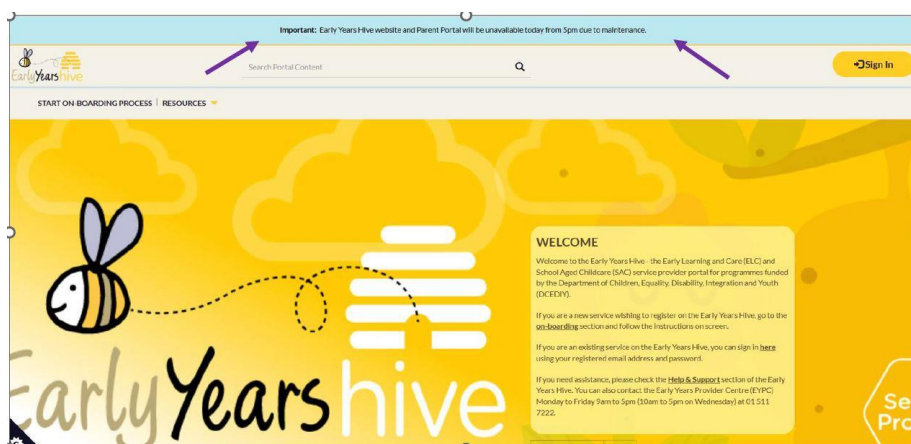 Important: Early Years Hive website and Parent Portal will be unavailable today from 5pm due to maintenance.
EarlyYearshive
Search Portal Content
Sign In
START ON-BOARDING PROCESS | RESOURCES
WELCOME
Welcome to the Early Years Hive - the Early Learning and Care (ELC) and
School Aged Childcare (SAC) service provider portal for programmes funded
by the Department of Children, Equality, Disability, Integration and Youth
(DCEDIY).
If you are a new service wishing to register on the Early Years Hive, go to the
on-boarding section and follow the instructions on screen.
If you are an existing service on the Early Years Hive, you can sign in here
using your registered email address and password.
If you need assistance, please check the Help & Support section of the Early
Years Hive. You can also contact the Early Years Provider Centre (EYPC)
Monday to Friday 9am to 5pm (10am to 5pm on Wednesday) at 01 511
7222.
Early Years hive
Se
Pro